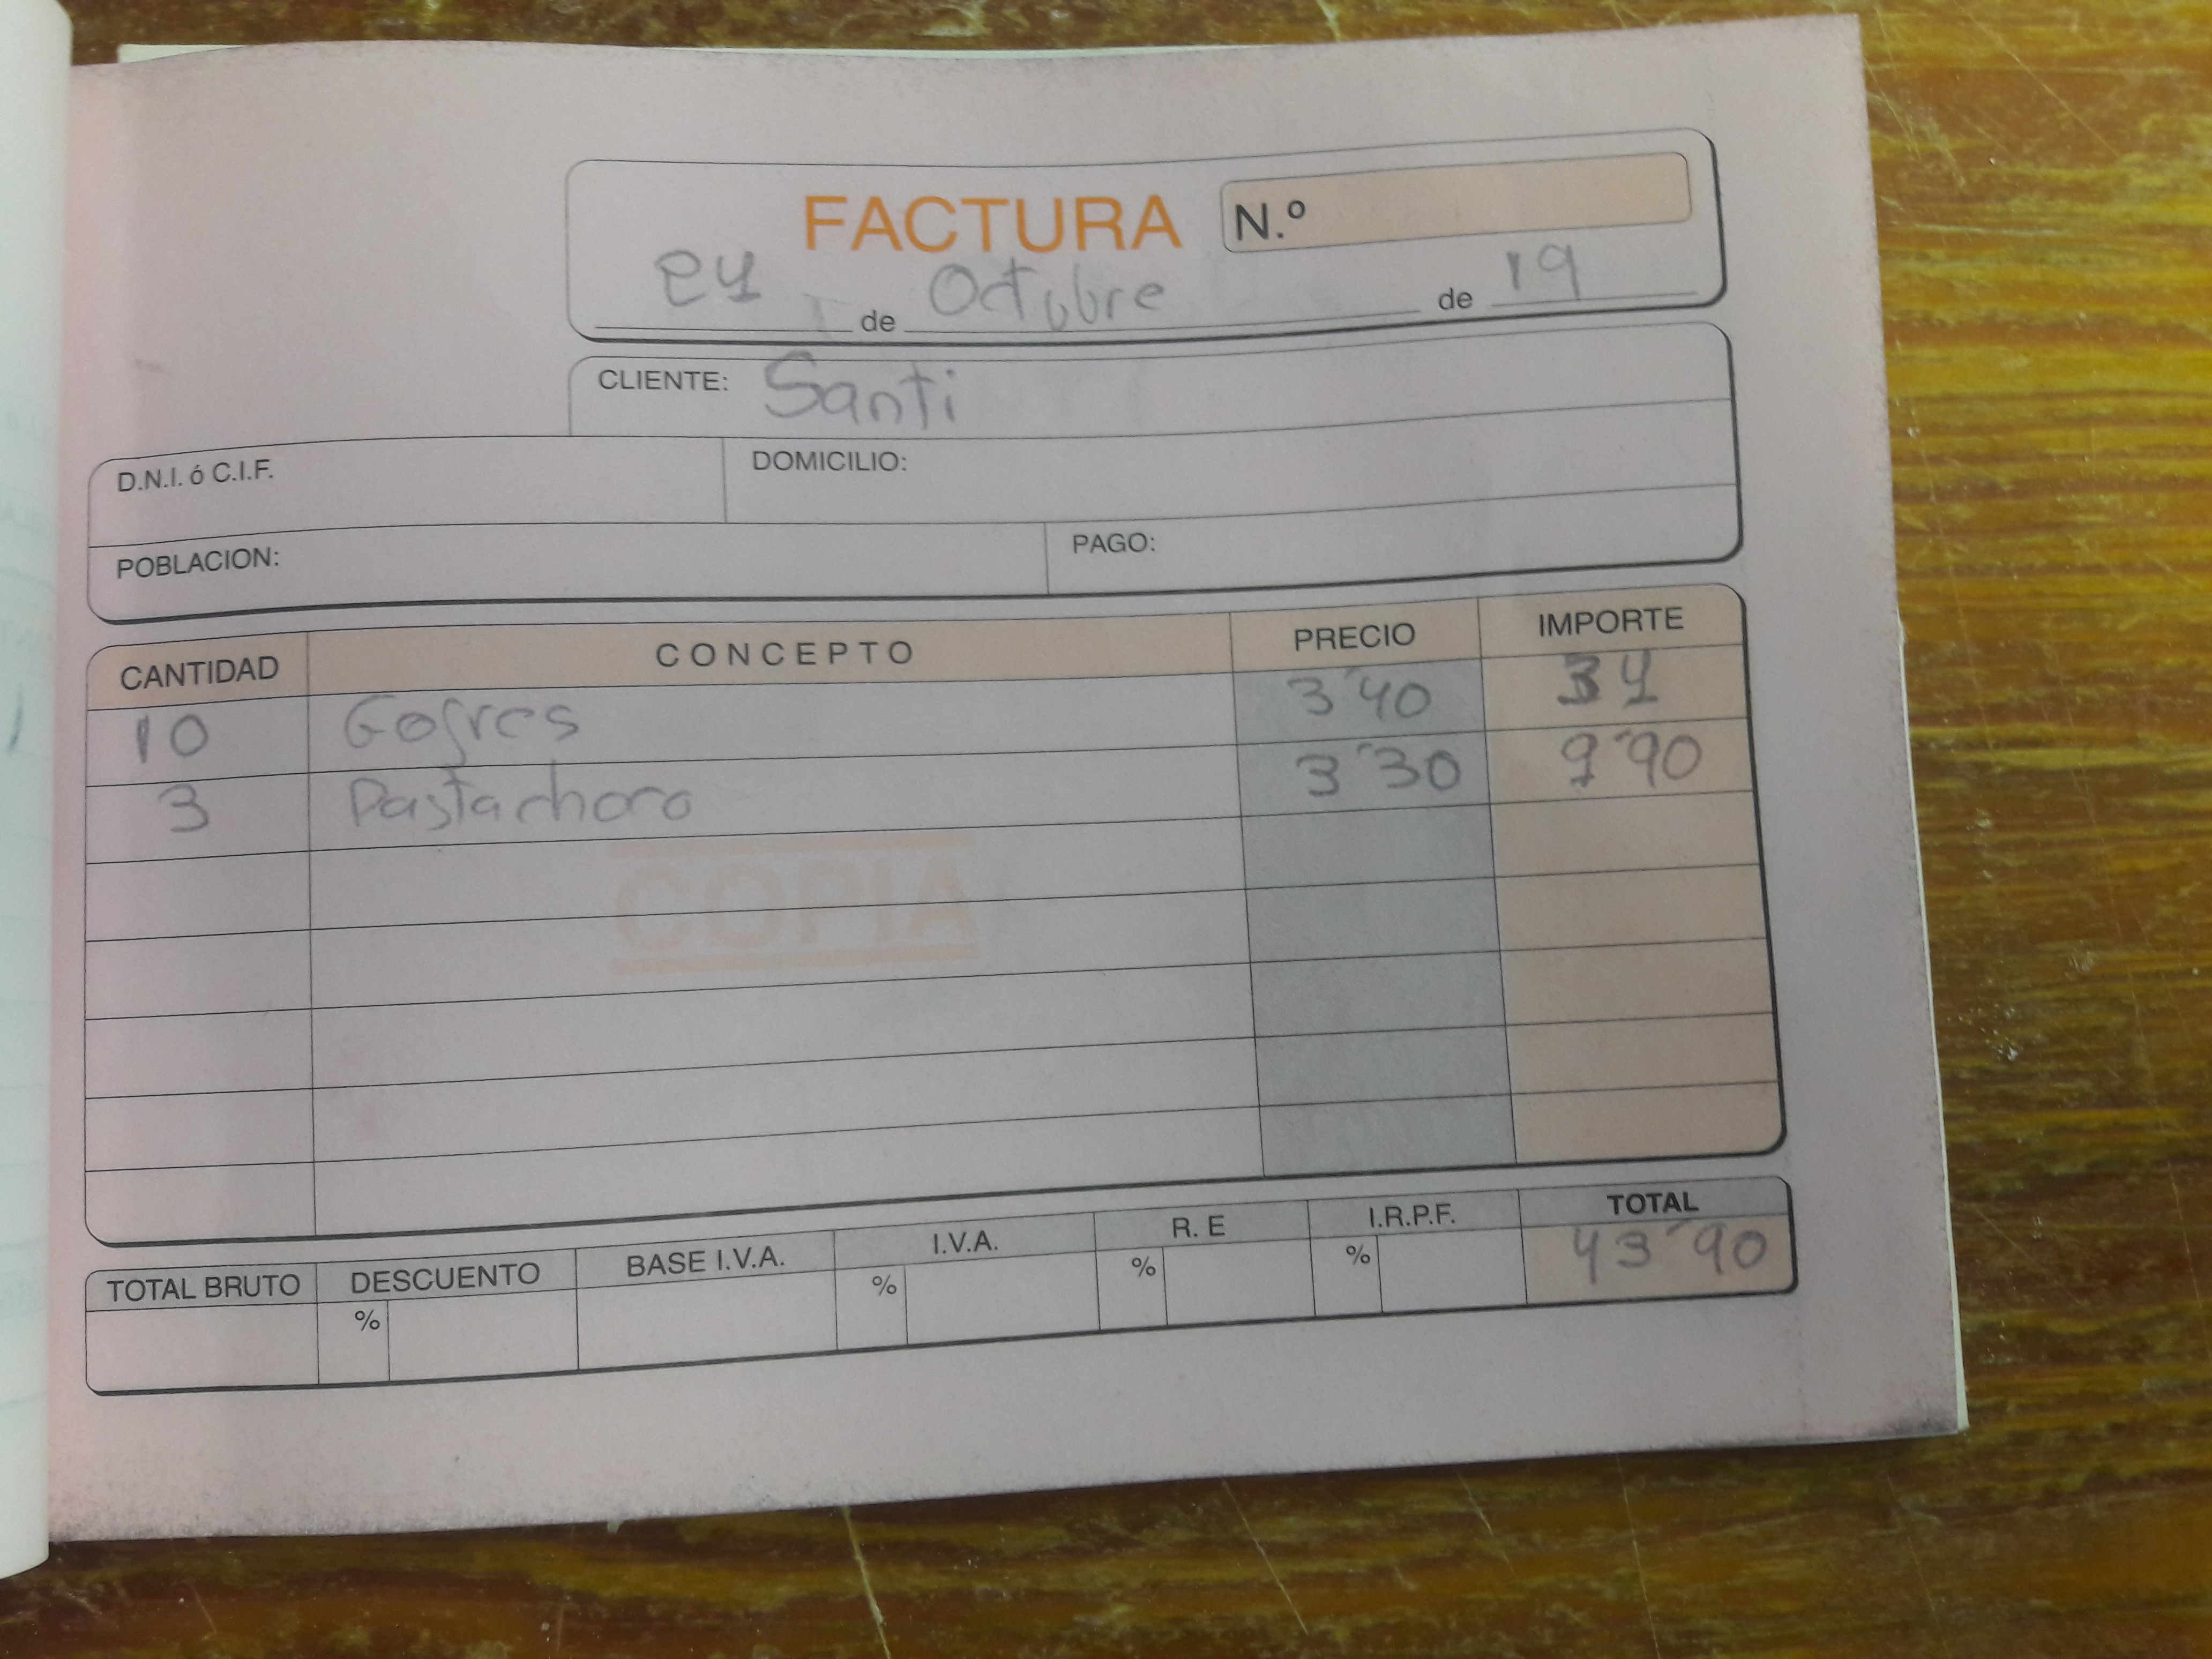 FACTURA N.º
24 de Octubre de 19
CLIENTE: Santi
D.N.I. ó C.I.F. DOMICILIO:
POBLACION: PAGO:
CANTIDAD CONCEPTO PRECIO IMPORTE
10 Gofres 3'40 34
3 Pastachoro 3'30 9'90
COPIA
TOTAL BRUTO DESCUENTO BASE I.V.A. I.V.A. R. E I.R.P.F. TOTAL
% % % % 43'90